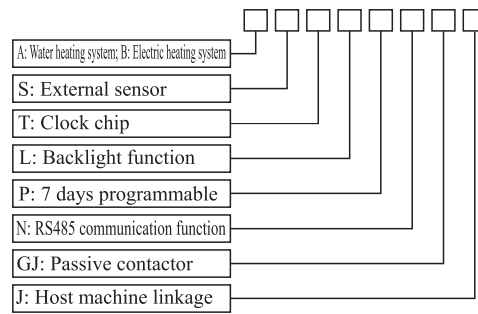 A: Water heating system; B: Electric heating system
S: External sensor
T: Clock chip
L: Backlight function
P: 7 days programmable
N: RS485 communication function
GJ: Passive contactor
J: Host machine linkage